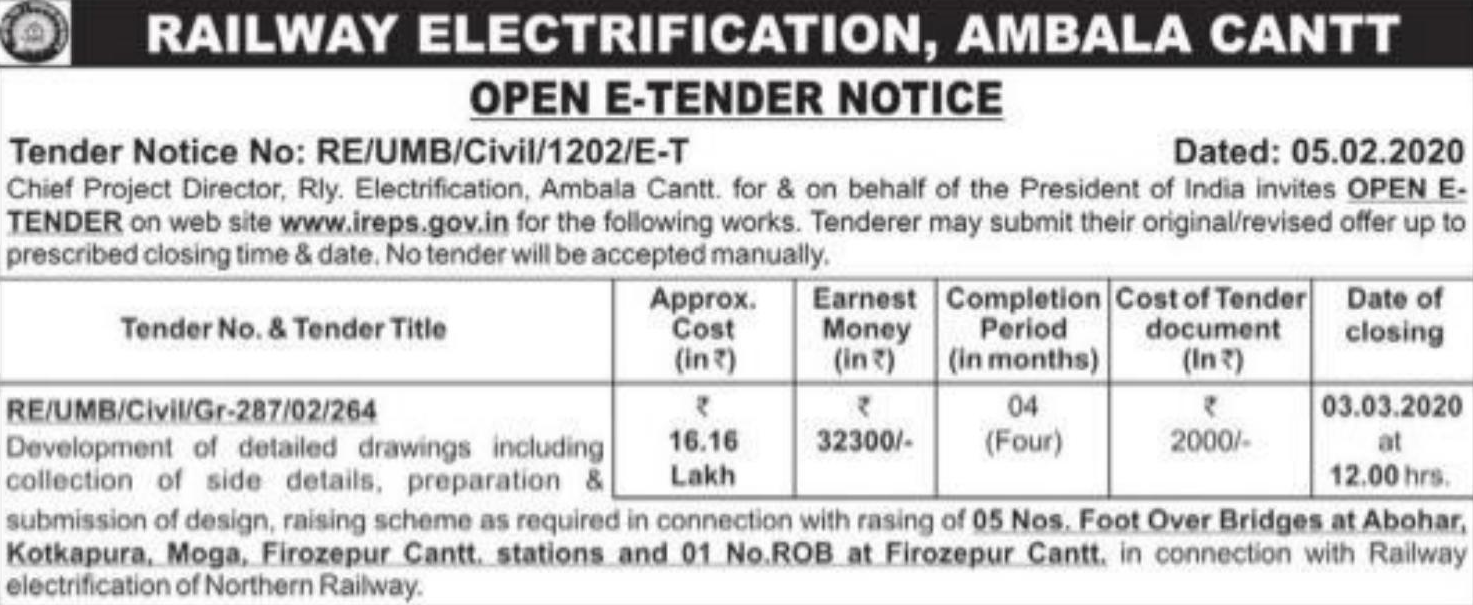 RAILWAY ELECTRIFICATION, AMBALA CANTT
OPEN E-TENDER NOTICE
Tender Notice No: RE/UMB/Civil/1202/E-T Dated: 05.02.2020
Chief Project Director, Rly. Electrification, Ambala Cantt. for & on behalf of the President of India invites OPEN E-
TENDER on web site www.ireps.gov.in for the following works. Tenderer may submit their original/revised offer up to
prescribed closing time & date. No tender will be accepted manually.
Tender No. & Tender Title
Approx.
Cost
(in ₹)
Earnest
Money
(in ₹)
Completion
Period
(in months)
Cost of Tender
document
(In ₹)
Date of
closing
RE/UMB/Civil/Gr-287/02/264
Development of detailed drawings including
collection of side details, preparation &
₹
16.16
Lakh
₹
32300/-
04
(Four)
₹
2000/-
03.03.2020
at
12.00 hrs.
submission of design, raising scheme as required in connection with rasing of 05 Nos. Foot Over Bridges at Abohar,
Kotkapura, Moga, Firozepur Cantt. stations and 01 No.ROB at Firozepur Cantt. in connection with Railway
electrification of Northern Railway.